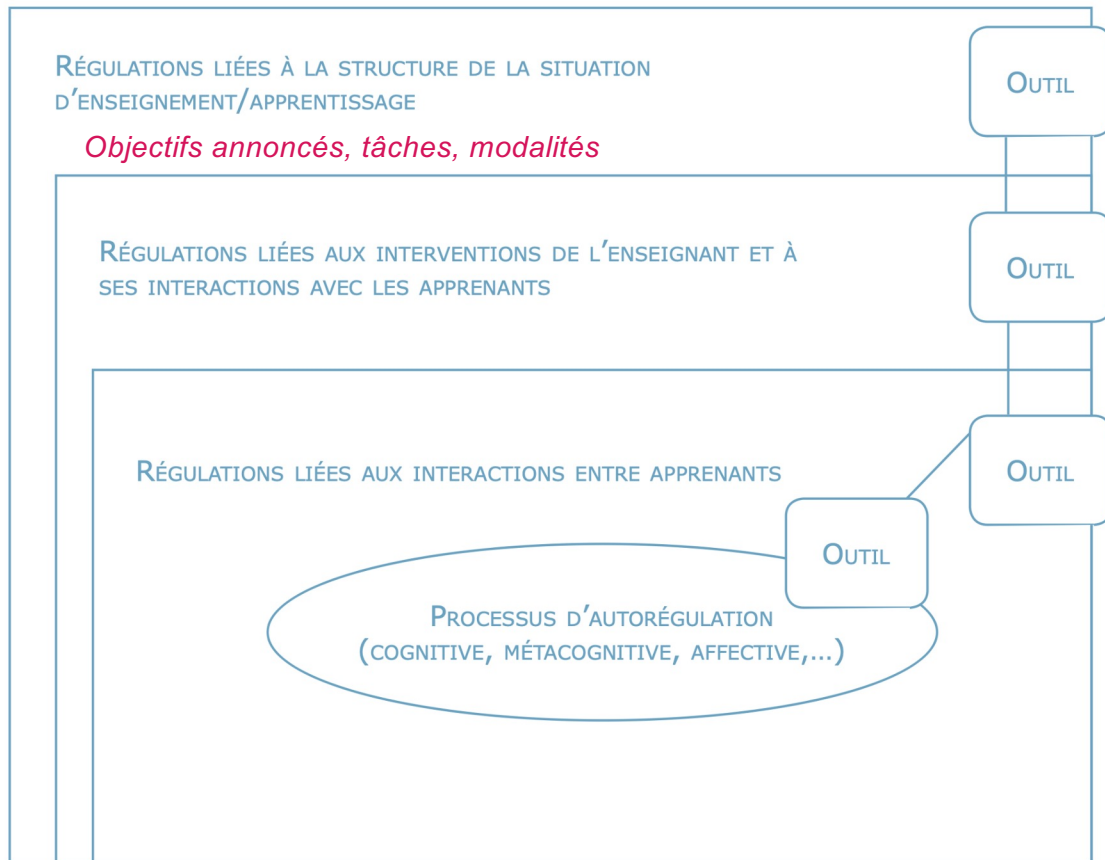 RÉGULATIONS LIÉES À LA STRUCTURE DE LA SITUATION
D'ENSEIGNEMENT/APPRENTISSAGE
OUTIL
Objectifs annoncés, tâches, modalités
RÉGULATIONS LIÉES AUX INTERVENTIONS DE L'ENSEIGNANT ET À
SES INTERACTIONS AVEC LES APPRENANTS
OUTIL
RÉGULATIONS LIÉES AUX INTERACTIONS ENTRE APPRENANTS
OUTIL
OUTIL
PROCESSUS D'AUTORÉGULATION
(COGNITIVE, MÉTACOGNITIVE, AFFECTIVE,...)